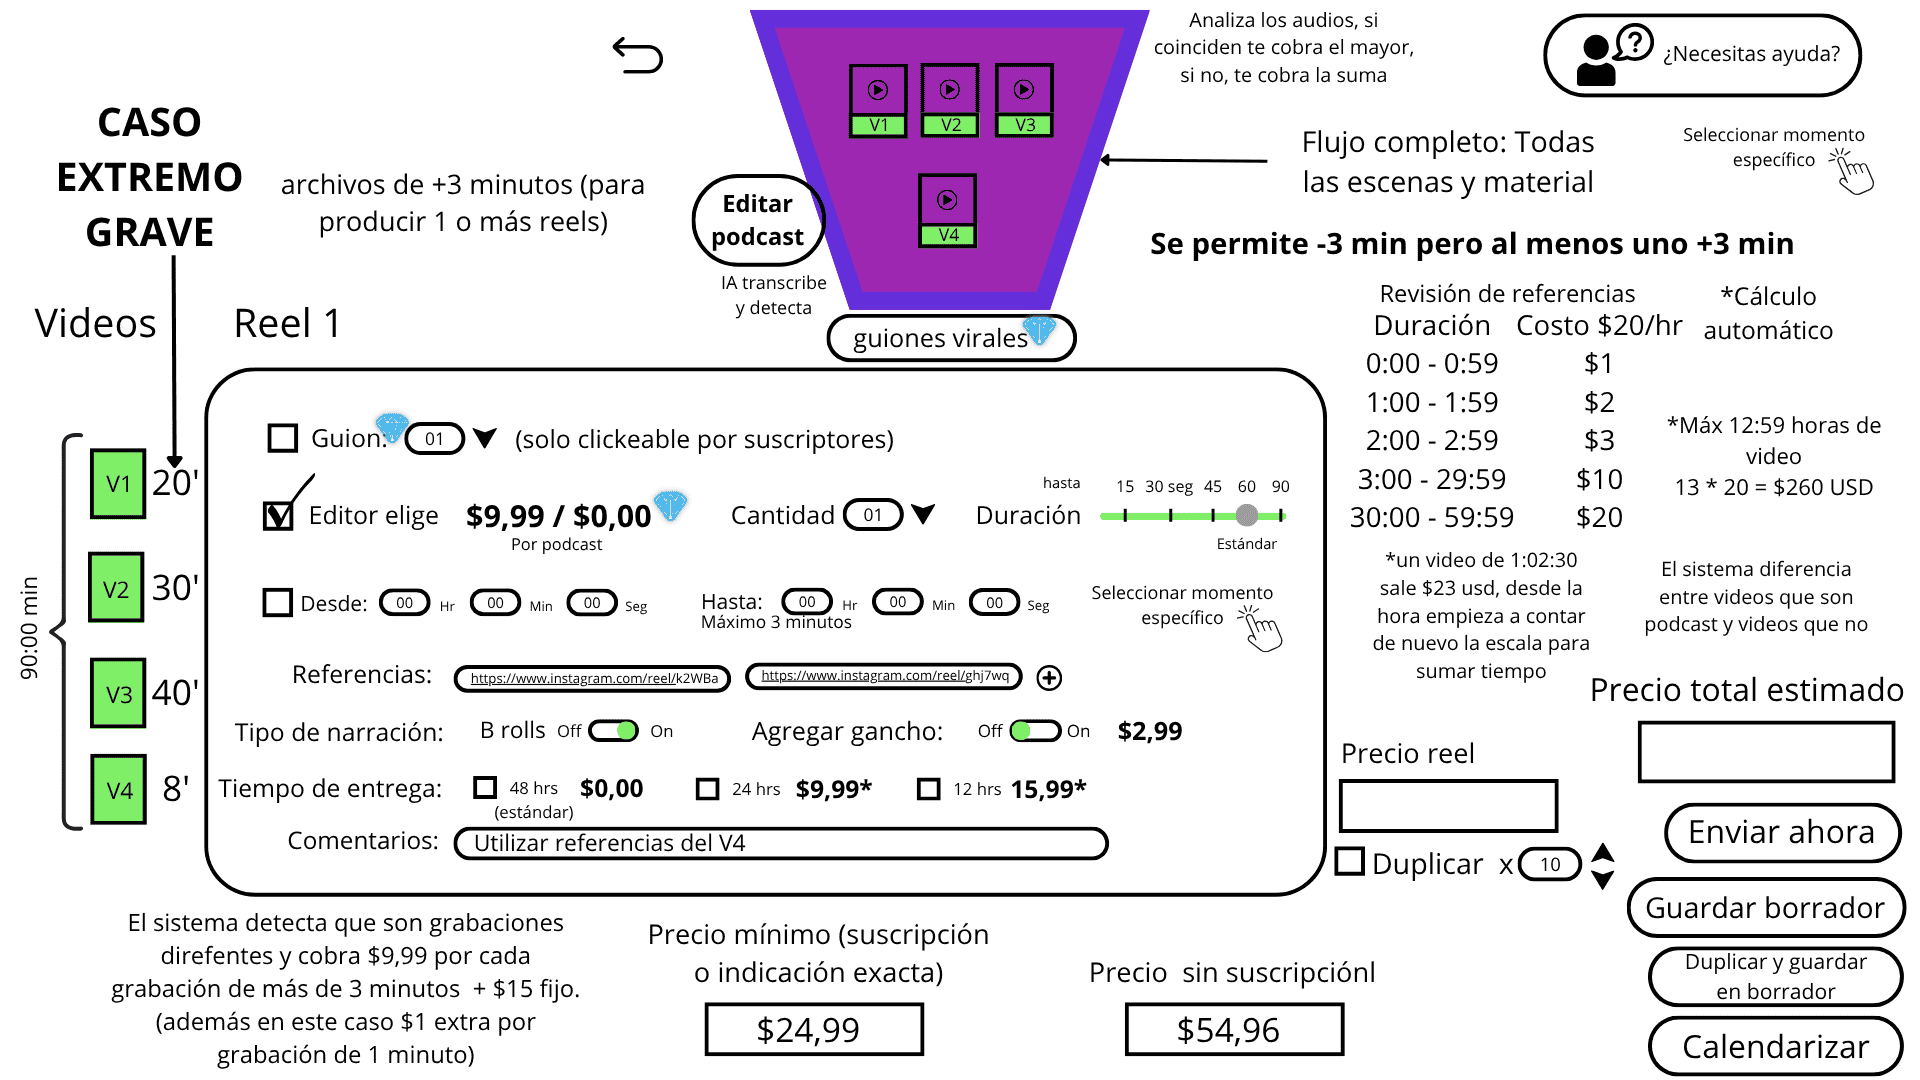 Analiza los audios, si
coinciden te cobra el mayor,
si no, te cobra la suma
¿Necesitas ayuda?
CASO
EXTREMO
GRAVE
archivos de +3 minutos (para
producir 1 o más reels)
V1
V2
V3
V4
Editar
podcast
IA transcribe
y detecta
guiones virales
Flujo completo: Todas
las escenas y material
Seleccionar momento
específico
Se permite -3 min pero al menos uno +3 min
Videos
Reel 1
Revisión de referencias
Duración Costo $20/hr
0:00 - 0:59 $1
1:00 - 1:59 $2
2:00 - 2:59 $3
3:00 - 29:59 $10
30:00 - 59:59 $20
*Cálculo
automático
*Máx 12:59 horas de
video
13 * 20 = $260 USD
*un video de 1:02:30
sale $23 usd, desde la
hora empieza a contar
de nuevo la escala para
sumar tiempo
El sistema diferencia
entre videos que son
podcast y videos que no
90:00 min
V1 20'
V2 30'
V3 40'
V4 8'
Guion: 01 (solo clickeable por suscriptores)
Editor elige $9,99 / $0,00
Por podcast
Cantidad 01
Duración
hasta 15 30 seg 45 60 90
Estándar
Desde: 00 Hr 00 Min 00 Seg
Hasta: 00 Hr 00 Min 00 Seg
Máximo 3 minutos
Seleccionar momento
específico
Referencias: https://www.instagram.com/reel/k2WBa https://www.instagram.com/reel/ghj7wq
Tipo de narración: B rolls Off On Agregar gancho: Off On $2,99
Tiempo de entrega: 48 hrs $0,00 24 hrs $9,99* 12 hrs 15,99*
(estándar)
Comentarios: Utilizar referencias del V4
Precio total estimado
Precio reel
Duplicar x 10
Enviar ahora
Guardar borrador
Duplicar y guardar
en borrador
Calendarizar
El sistema detecta que son grabaciones
direfentes y cobra $9,99 por cada
grabación de más de 3 minutos + $15 fijo.
(además en este caso $1 extra por
grabación de 1 minuto)
Precio mínimo (suscripción
o indicación exacta)
$24,99
Precio sin suscripciónl
$54,96